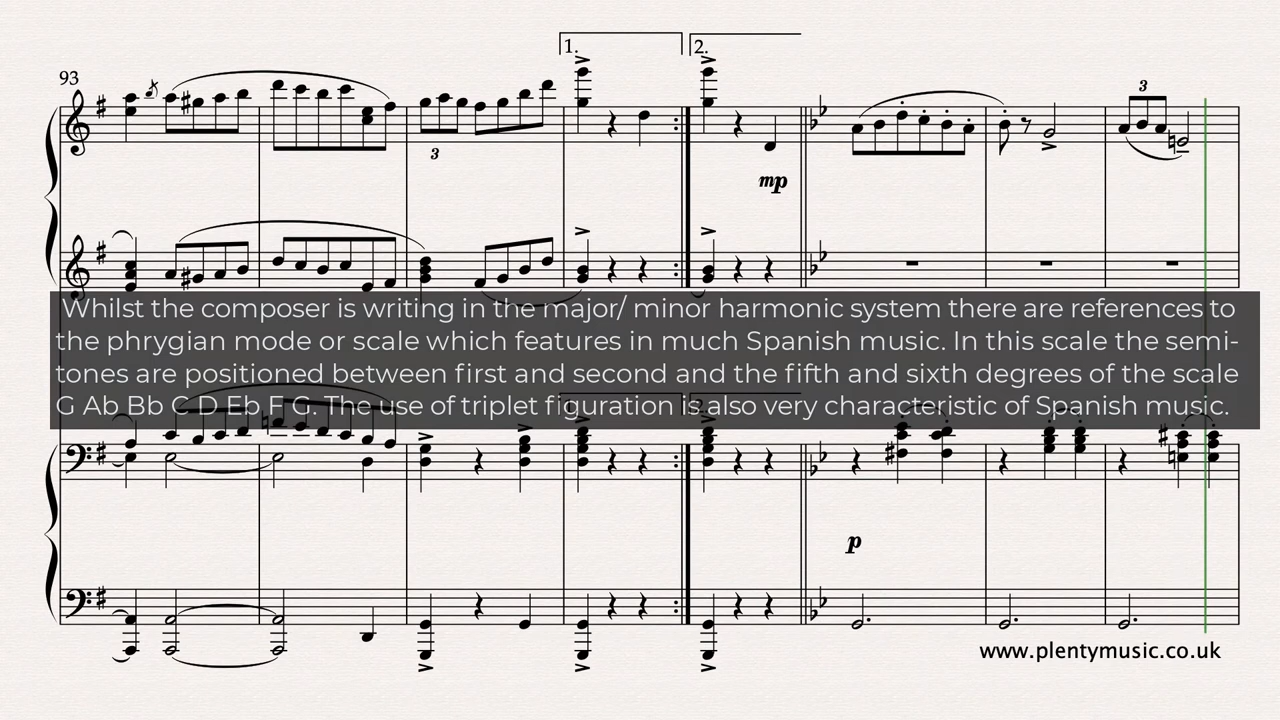 93
1.
2.
3
3
mp
Whilst the composer is writing in the major/ minor harmonic system there are references to
the phrygian mode or scale which features in much Spanish music. In this scale the semi-
tones are positioned between first and second and the fifth and sixth degrees of the scale
G Ab Bb C D Eb F G. The use of triplet figuration is also very characteristic of Spanish music.
p
www.plentymusic.co.uk